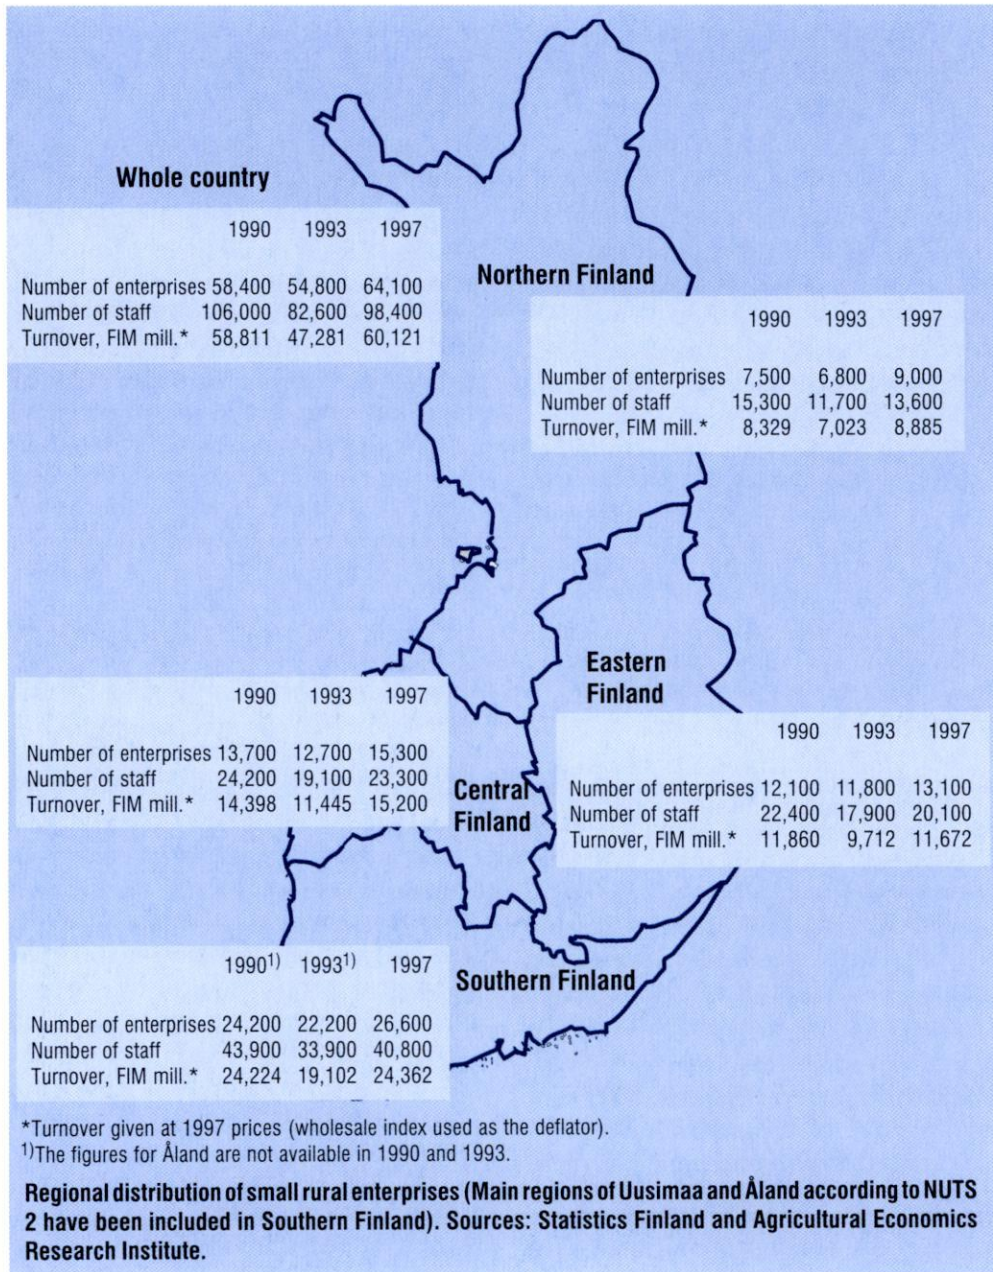 Whole country
1990 1993 1997
Number of enterprises 58,400 54,800 64,100
Number of staff 106,000 82,600 98,400
Turnover, FIM mill.* 58,811 47,281 60,121
Northern Finland
1990 1993 1997
Number of enterprises 7,500 6,800 9,000
Number of staff 15,300 11,700 13,600
Turnover, FIM mill.* 8,329 7,023 8,885
1990 1993 1997
Number of enterprises 13,700 12,700 15,300
Number of staff 24,200 19,100 23,300
Turnover, FIM mill.* 14,398 11,445 15,200
Central
Finland
Eastern
Finland
1990 1993 1997
Number of enterprises 12,100 11,800 13,100
Number of staff 22,400 17,900 20,100
Turnover, FIM mill.* 11,860 9,712 11,672
Southern Finland
1990¹⁾ 1993¹⁾ 1997
Number of enterprises 24,200 22,200 26,600
Number of staff 43,900 33,900 40,800
Turnover, FIM mill.* 24,224 19,102 24,362
*Turnover given at 1997 prices (wholesale index used as the deflator).
¹⁾The figures for Åland are not available in 1990 and 1993.
Regional distribution of small rural enterprises (Main regions of Uusimaa and Åland according to NUTS
2 have been included in Southern Finland). Sources: Statistics Finland and Agricultural Economics
Research Institute.